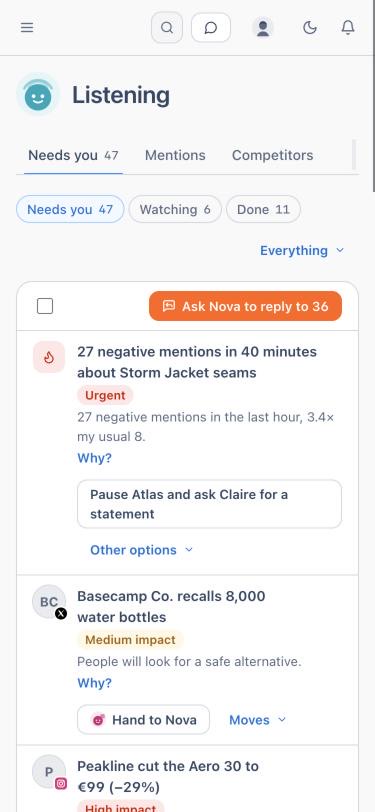 Listening
Needs you 47
Mentions
Competitors
Needs you 47
Watching 6
Done 11
Everything
Ask Nova to reply to 36
27 negative mentions in 40 minutes
about Storm Jacket seams
Urgent
27 negative mentions in the last hour, 3.4×
my usual 8.
Why?
Pause Atlas and ask Claire for a
statement
Other options
BC
Basecamp Co. recalls 8,000
water bottles
Medium impact
People will look for a safe alternative.
Why?
Hand to Nova
Moves
P
Peakline cut the Aero 30 to
€99 (−29%)
High impact